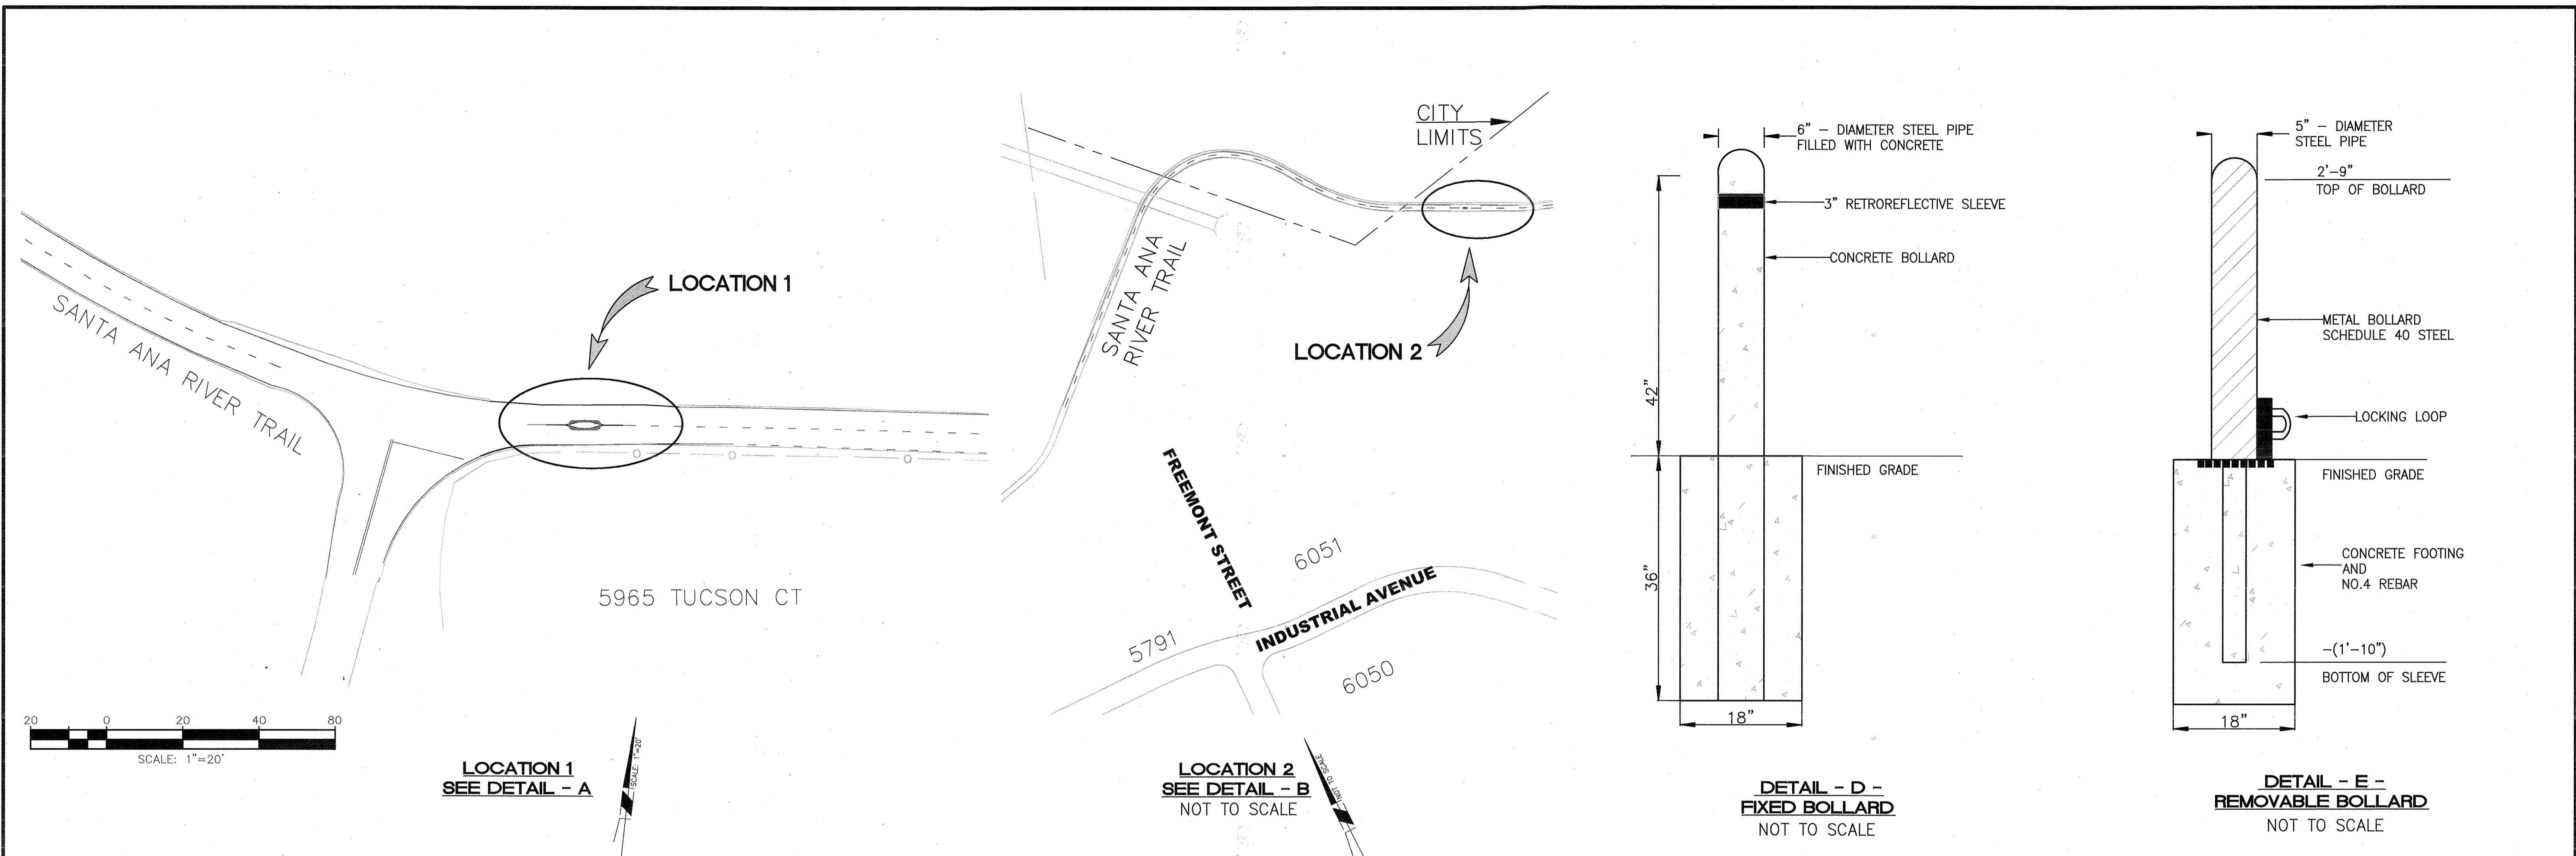 SANTA ANA RIVER TRAIL
LOCATION 1
5965 TUCSON CT
20 0 20 40 80
SCALE: 1"=20'
LOCATION 1
SEE DETAIL - A
SCALE: 1"=20'
CITY
LIMITS
SANTA ANA
RIVER TRAIL
LOCATION 2
FREEMONT STREET
6051
INDUSTRIAL AVENUE
5791
6050
LOCATION 2
SEE DETAIL - B
NOT TO SCALE
NOT TO SCALE
6" - DIAMETER STEEL PIPE
FILLED WITH CONCRETE
3" RETROREFLECTIVE SLEEVE
CONCRETE BOLLARD
42"
FINISHED GRADE
36"
18"
DETAIL - D -
FIXED BOLLARD
NOT TO SCALE
5" - DIAMETER
STEEL PIPE
2'-9"
TOP OF BOLLARD
METAL BOLLARD
SCHEDULE 40 STEEL
LOCKING LOOP
FINISHED GRADE
CONCRETE FOOTING
AND
NO.4 REBAR
-(1'-10")
BOTTOM OF SLEEVE
18"
DETAIL - E -
REMOVABLE BOLLARD
NOT TO SCALE